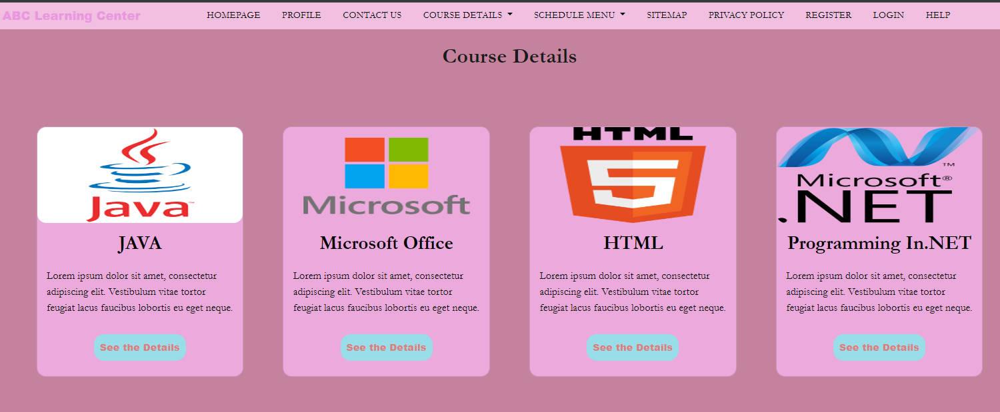 ABC Learning Center
HOMEPAGE PROFILE CONTACT US COURSE DETAILS SCHEDULE MENU SITEMAP PRIVACY POLICY REGISTER LOGIN HELP
Course Details
Java™
JAVA
Lorem ipsum dolor sit amet, consectetur
adipiscing elit. Vestibulum vitae tortor
feugiat lacus faucibus lobortis eu eget neque.
See the Details
Microsoft
Microsoft Office
Lorem ipsum dolor sit amet, consectetur
adipiscing elit. Vestibulum vitae tortor
feugiat lacus faucibus lobortis eu eget neque.
See the Details
HTML
5
HTML
Lorem ipsum dolor sit amet, consectetur
adipiscing elit. Vestibulum vitae tortor
feugiat lacus faucibus lobortis eu eget neque.
See the Details
™
Microsoft®
.NET
Programming In.NET
Lorem ipsum dolor sit amet, consectetur
adipiscing elit. Vestibulum vitae tortor
feugiat lacus faucibus lobortis eu eget neque.
See the Details